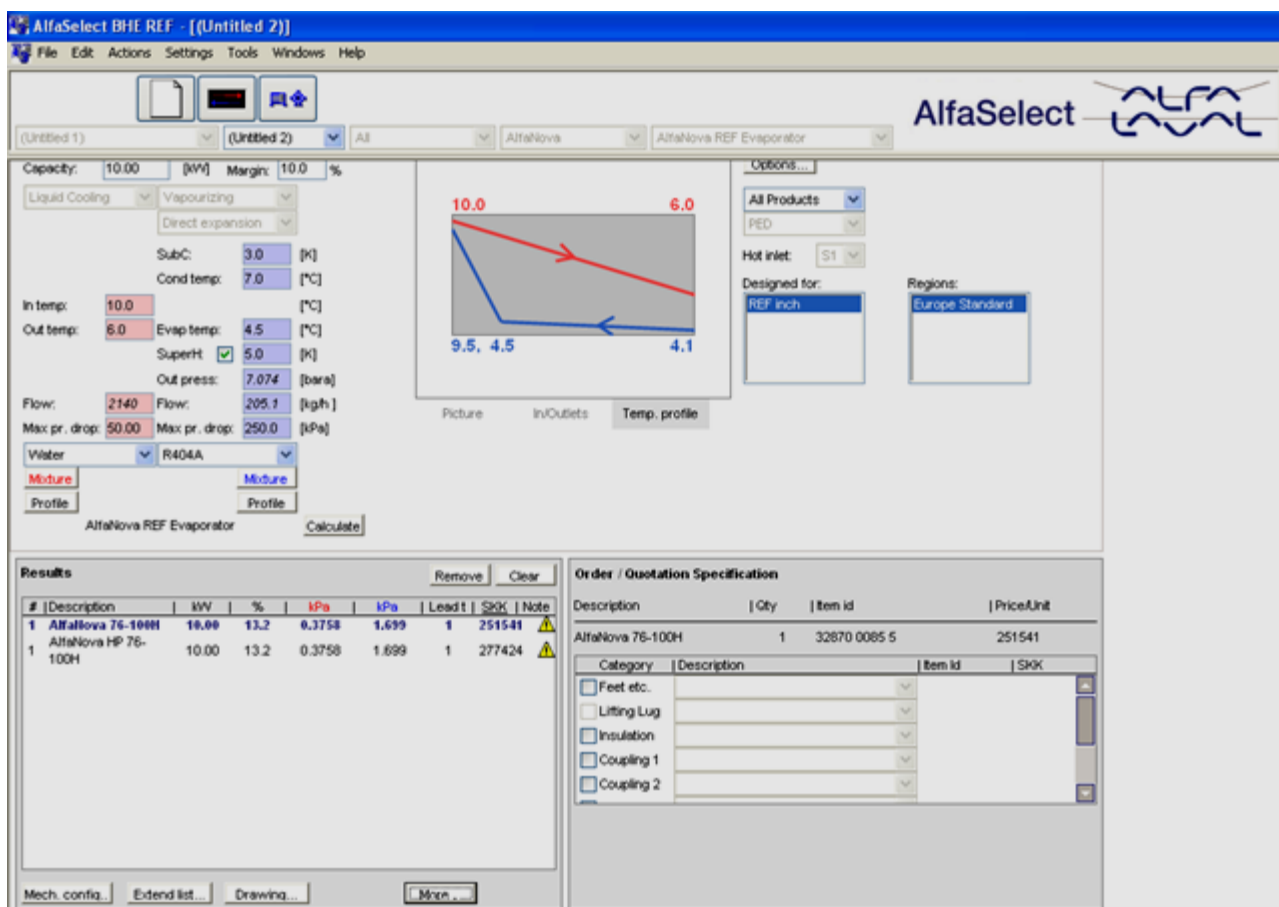 AlfaSelect BHE REF - [(Untitled 2)]
File Edit Actions Settings Tools Windows Help
AlfaSelect
ALFA
LAVAL
(Untitled 1) (Untitled 2) All AlfaNova AlfaNova REF Evaporator
Capacity: 10.00 [kW] Margin: 10.0 %
Liquid Cooling Vapourizing
Direct expansion
SubC: 3.0 [K]
Cond temp: 7.0 [°C]
In temp: 10.0 [°C]
Out temp: 6.0 Evap temp: 4.5 [°C]
SuperH: 5.0 [K]
Out press: 7.074 [bara]
Flow: 2140 Flow: 205.1 [kg/h ]
Max pr. drop: 50.00 Max pr. drop: 250.0 [kPa]
Water R404A
Mixture Mixture
Profile Profile
AlfaNova REF Evaporator Calculate
10.0 6.0
9.5, 4.5 4.1
Picture In/Outlets Temp. profile
Options...
All Products
PED
Hot inlet: S1
Designed for: Regions:
REF inch Europe Standard
Results Remove Clear
# |Description | kW | % | kPa | kPa | Lead t | SKK | Note
1 AlfaNova 76-100H 10.00 13.2 0.3758 1.699 1 251541
1 AlfaNova HP 76-100H 10.00 13.2 0.3758 1.699 1 277424
Mech. config.. Extend list... Drawing... More ...
Order / Quotation Specification
Description | Qty | Item id | Price/Unit
AlfaNova 76-100H 1 32870 0085 5 251541
Category | Description | Item Id | SKK
Feet etc.
Lifting Lug
Insulation
Coupling 1
Coupling 2